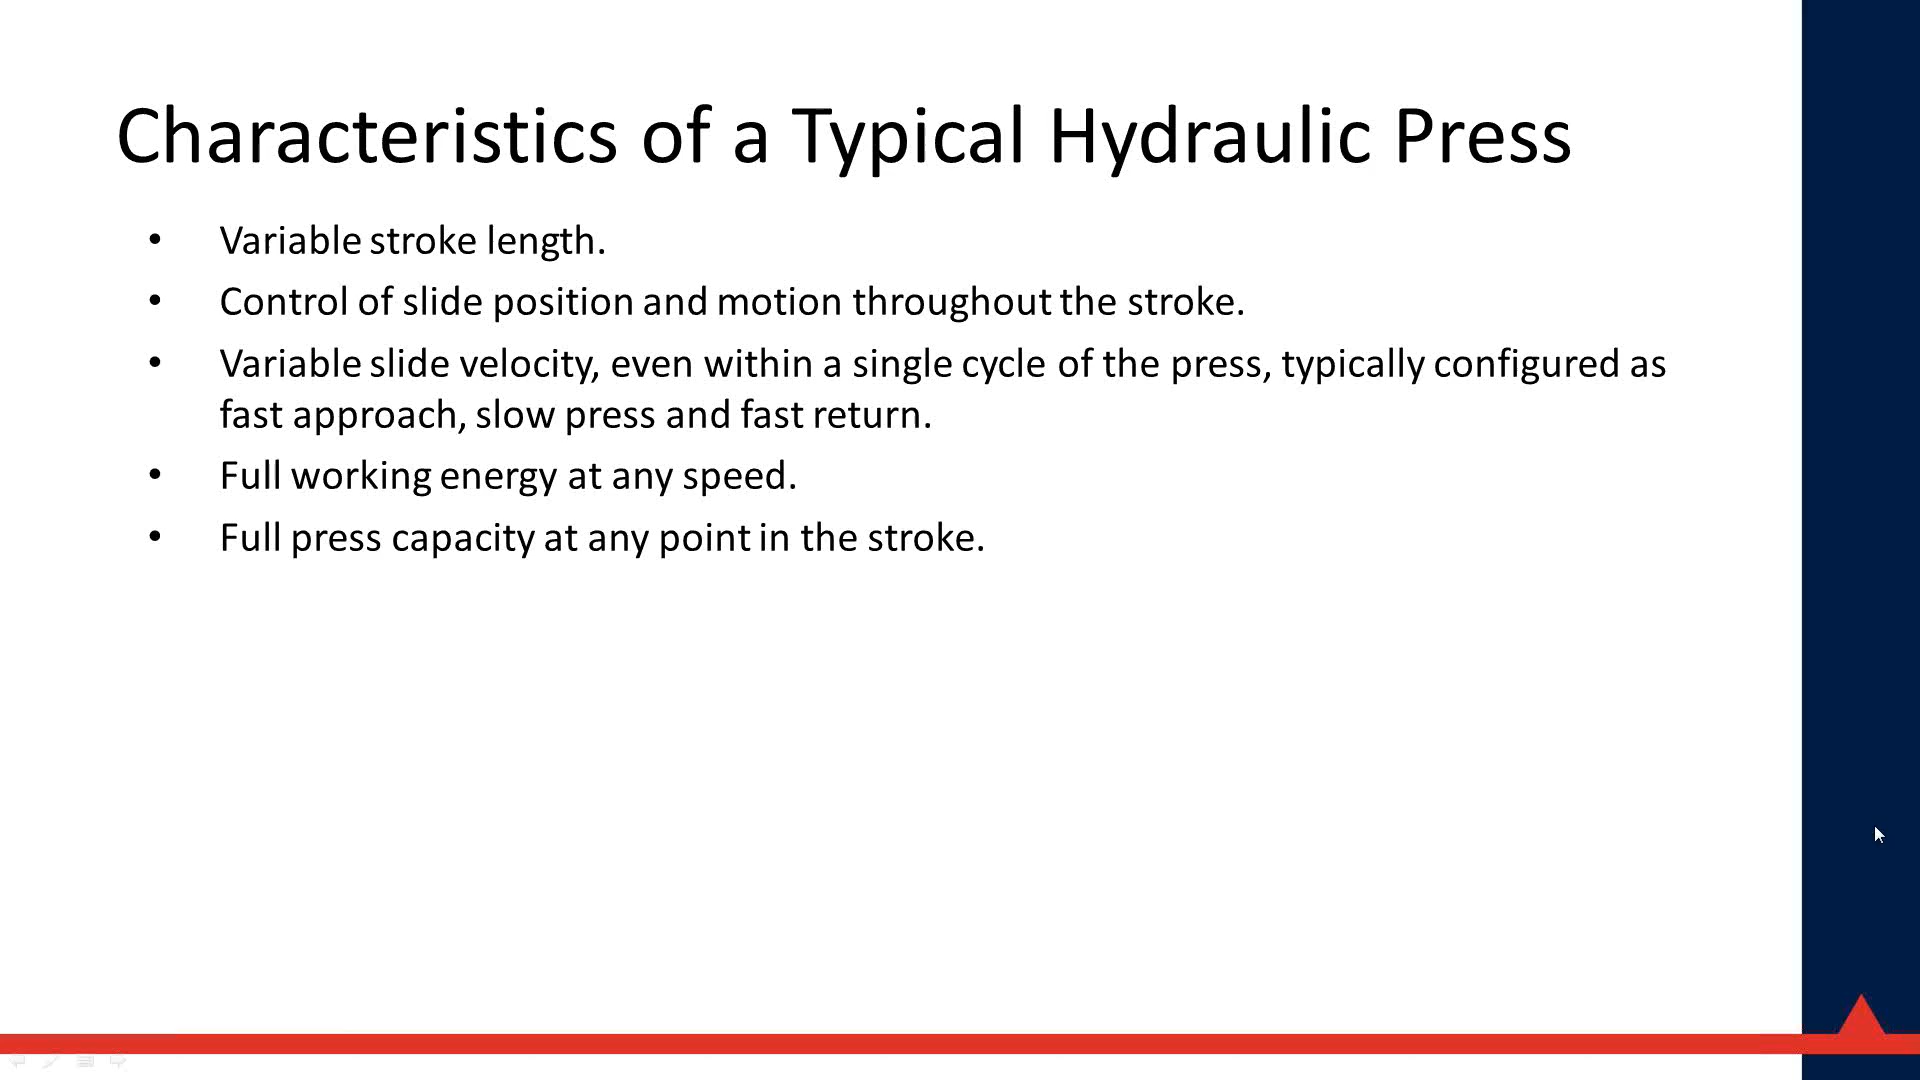 Characteristics of a Typical Hydraulic Press
• Variable stroke length.
• Control of slide position and motion throughout the stroke.
• Variable slide velocity, even within a single cycle of the press, typically configured as
fast approach, slow press and fast return.
• Full working energy at any speed.
• Full press capacity at any point in the stroke.